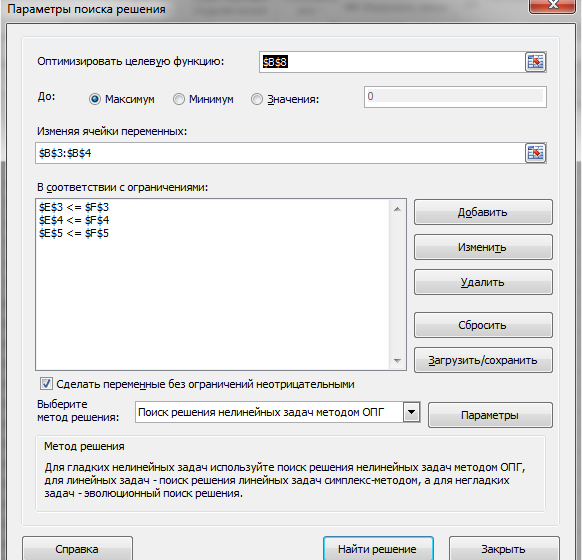 Параметры поиска решения
Оптимизировать целевую функцию: $B$8
До: Максимум Минимум Значения: 0
Изменяя ячейки переменных:
$B$3:$B$4
В соответствии с ограничениями:
$E$3 <= $F$3
$E$4 <= $F$4
$E$5 <= $F$5
Добавить
Изменить
Удалить
Сбросить
Загрузить/сохранить
Сделать переменные без ограничений неотрицательными
Выберите
метод решения: Поиск решения нелинейных задач методом ОПГ Параметры
Метод решения
Для гладких нелинейных задач используйте поиск решения нелинейных задач методом ОПГ,
для линейных задач - поиск решения линейных задач симплекс-методом, а для негладких
задач - эволюционный поиск решения.
Справка Найти решение Закрыть